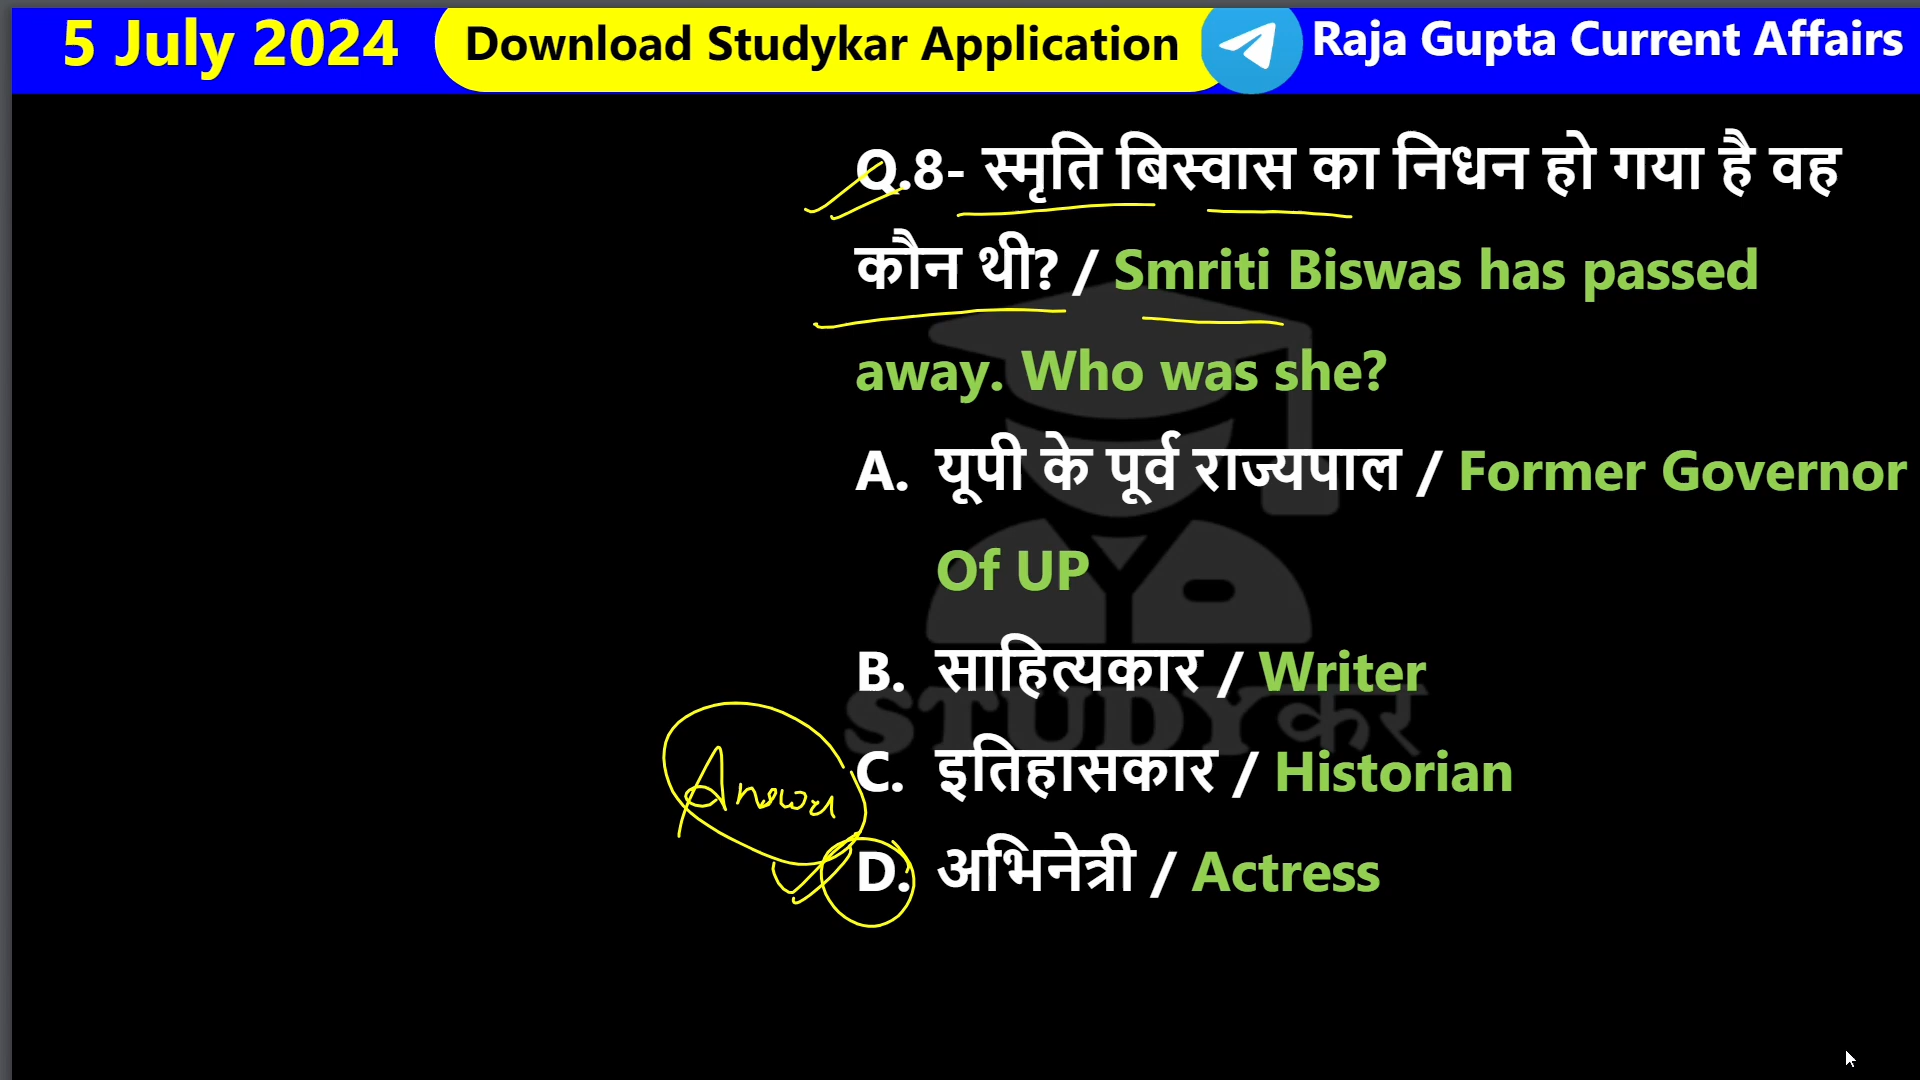 5 July 2024
Download Studykar Application
Raja Gupta Current Affairs
Q.8- स्मृति बिस्वास का निधन हो गया है वह
कौन थी? / Smriti Biswas has passed
away. Who was she?
A. यूपी के पूर्व राज्यपाल / Former Governor
Of UP
B. साहित्यकार / Writer
STUDYकर
C. इतिहासकार / Historian
Answer
D. अभिनेत्री / Actress